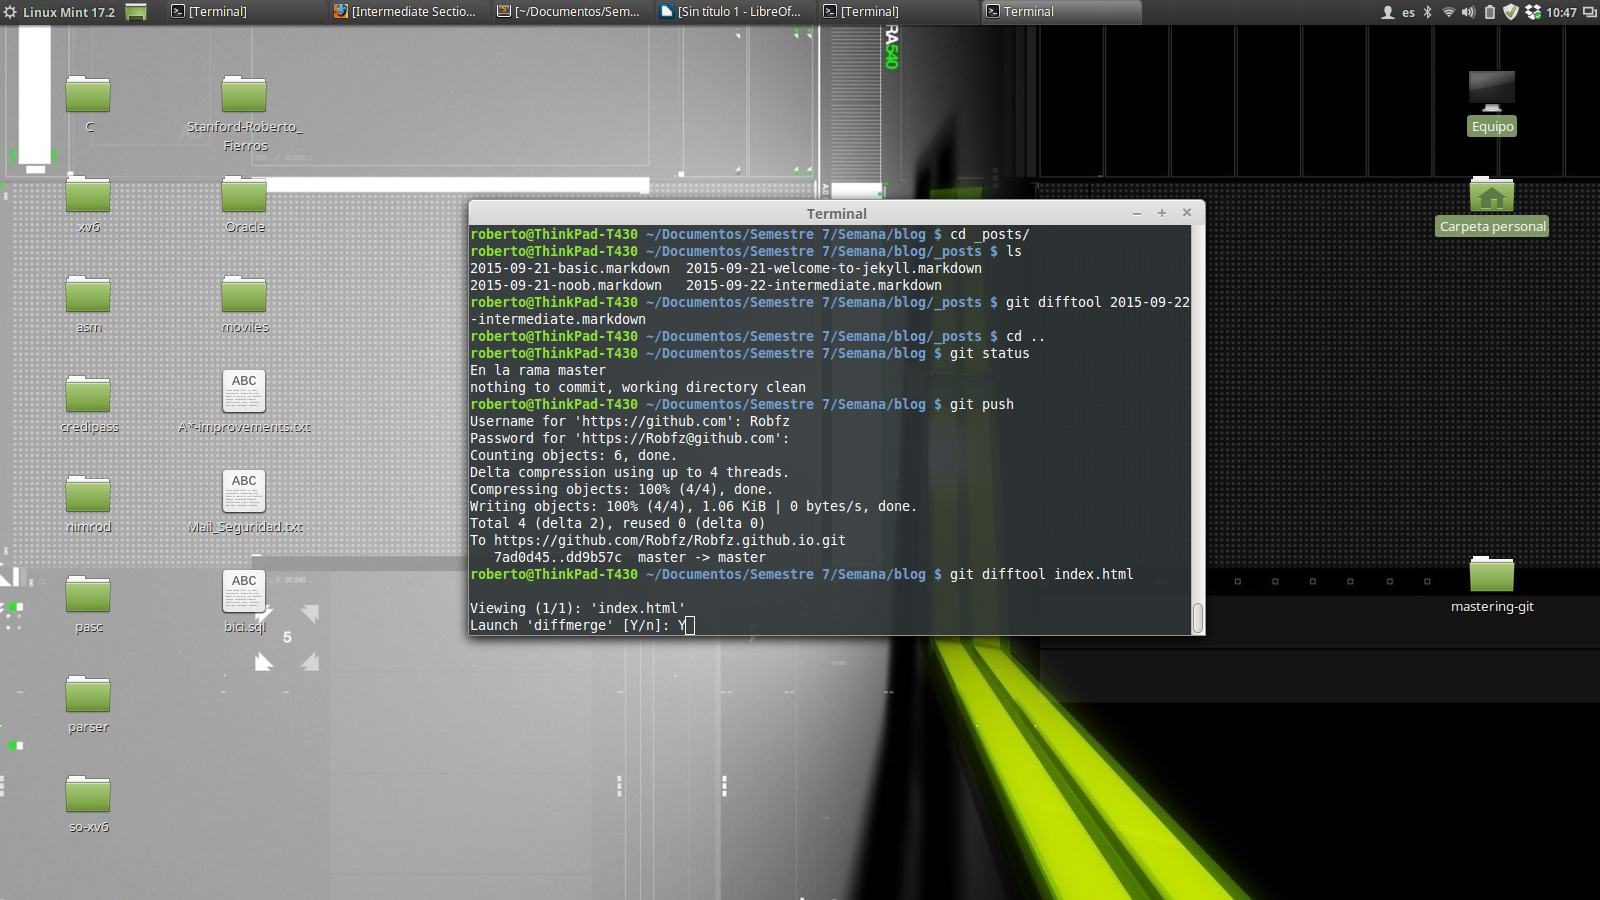 Linux Mint 17.2
[Terminal]
[Intermediate Sectio...
[~/Documentos/Sem...
[Sin título 1 - LibreOf...
[Terminal]
Terminal
es
10:47
RA540
C
Stanford-Roberto_
Fierros
Equipo
xv6
Oracle
Carpeta personal
asm
moviles
ABC
credipass
A*-improvements.txt
ABC
nimrod
Mail_Seguridad.txt
ABC
pasc
bici.sql
5
mastering-git
parser
so-xv6
Terminal
roberto@ThinkPad-T430 ~/Documentos/Semestre 7/Semana/blog $ cd _posts/
roberto@ThinkPad-T430 ~/Documentos/Semestre 7/Semana/blog/_posts $ ls
2015-09-21-basic.markdown  2015-09-21-welcome-to-jekyll.markdown
2015-09-21-noob.markdown   2015-09-22-intermediate.markdown
roberto@ThinkPad-T430 ~/Documentos/Semestre 7/Semana/blog/_posts $ git difftool 2015-09-22
-intermediate.markdown
roberto@ThinkPad-T430 ~/Documentos/Semestre 7/Semana/blog/_posts $ cd ..
roberto@ThinkPad-T430 ~/Documentos/Semestre 7/Semana/blog $ git status
En la rama master
nothing to commit, working directory clean
roberto@ThinkPad-T430 ~/Documentos/Semestre 7/Semana/blog $ git push
Username for 'https://github.com': Robfz
Password for 'https://Robfz@github.com':
Counting objects: 6, done.
Delta compression using up to 4 threads.
Compressing objects: 100% (4/4), done.
Writing objects: 100% (4/4), 1.06 KiB | 0 bytes/s, done.
Total 4 (delta 2), reused 0 (delta 0)
To https://github.com/Robfz/Robfz.github.io.git
   7ad0d45..dd9b57c  master -> master
roberto@ThinkPad-T430 ~/Documentos/Semestre 7/Semana/blog $ git difftool index.html
Viewing (1/1): 'index.html'
Launch 'diffmerge' [Y/n]: Y